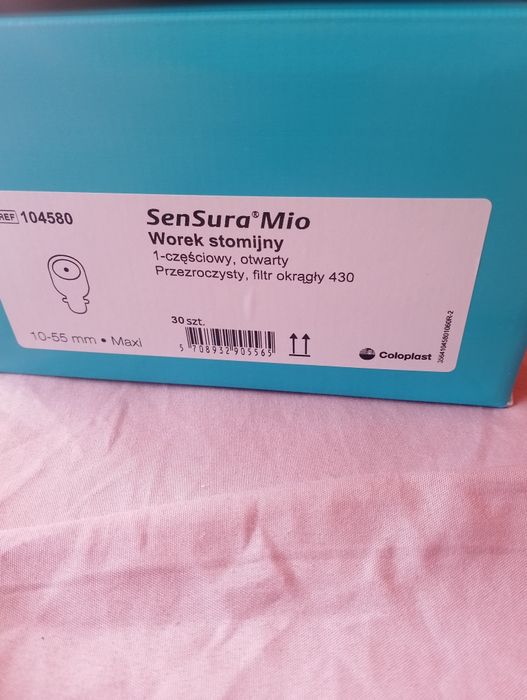 REF 104580
SenSura® Mio
Worek stomijny
1-częściowy, otwarty
Przezroczysty, filtr okrągły 430
10-55 mm • Maxi
30 szt.
5 708932 905565
Coloplast